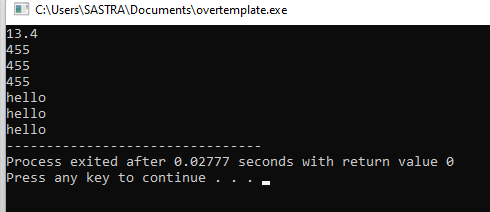 C:\Users\SASTRA\Documents\overtemplate.exe
13.4
455
455
455
hello
hello
hello
--------------------------------
Process exited after 0.02777 seconds with return value 0
Press any key to continue . . .